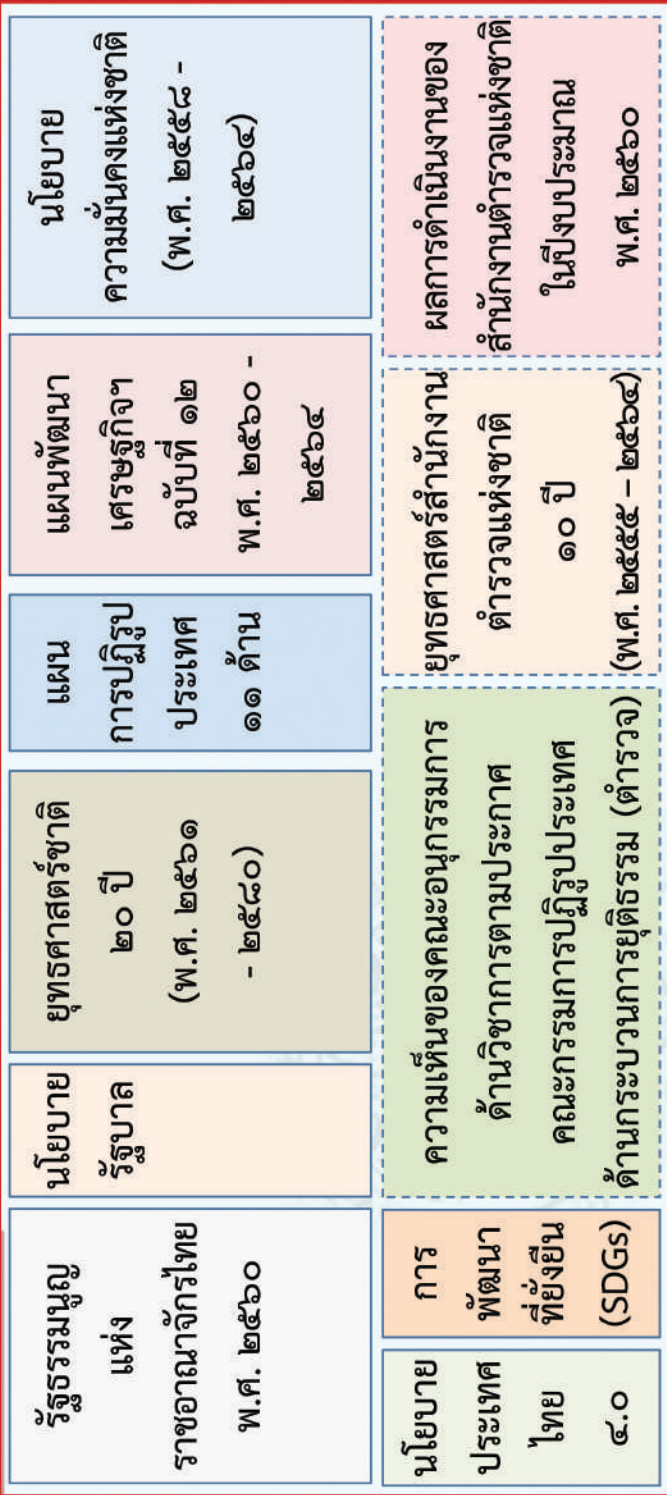 รัฐธรรมนูญ
แห่ง
ราชอาณาจักรไทย
พ.ศ. ๒๕๖๐
นโยบาย
รัฐบาล
ยุทธศาสตร์ชาติ
๒๐ ปี
(พ.ศ. ๒๕๖๑
- ๒๕๘๐)
แผน
การปฏิรูป
ประเทศ
๑๑ ด้าน
แผนพัฒนา
เศรษฐกิจฯ
ฉบับที่ ๑๒
พ.ศ. ๒๕๖๐ -
๒๕๖๔
นโยบาย
ความมั่นคงแห่งชาติ
(พ.ศ. ๒๕๕๘ -
๒๕๖๔)
นโยบาย
ประเทศ
ไทย
๔.๐
การ
พัฒนา
ที่ยั่งยืน
(SDGs)
ความเห็นของคณะอนุกรรมการ
ด้านวิชาการตามประกาศ
คณะกรรมการปฏิรูปประเทศ
ด้านกระบวนการยุติธรรม (ตำรวจ)
ยุทธศาสตร์สำนักงาน
ตำรวจแห่งชาติ
๑๐ ปี
(พ.ศ. ๒๕๕๕ – ๒๕๖๔)
ผลการดำเนินงานของ
สำนักงานตำรวจแห่งชาติ
ในปีงบประมาณ
พ.ศ. ๒๕๖๐